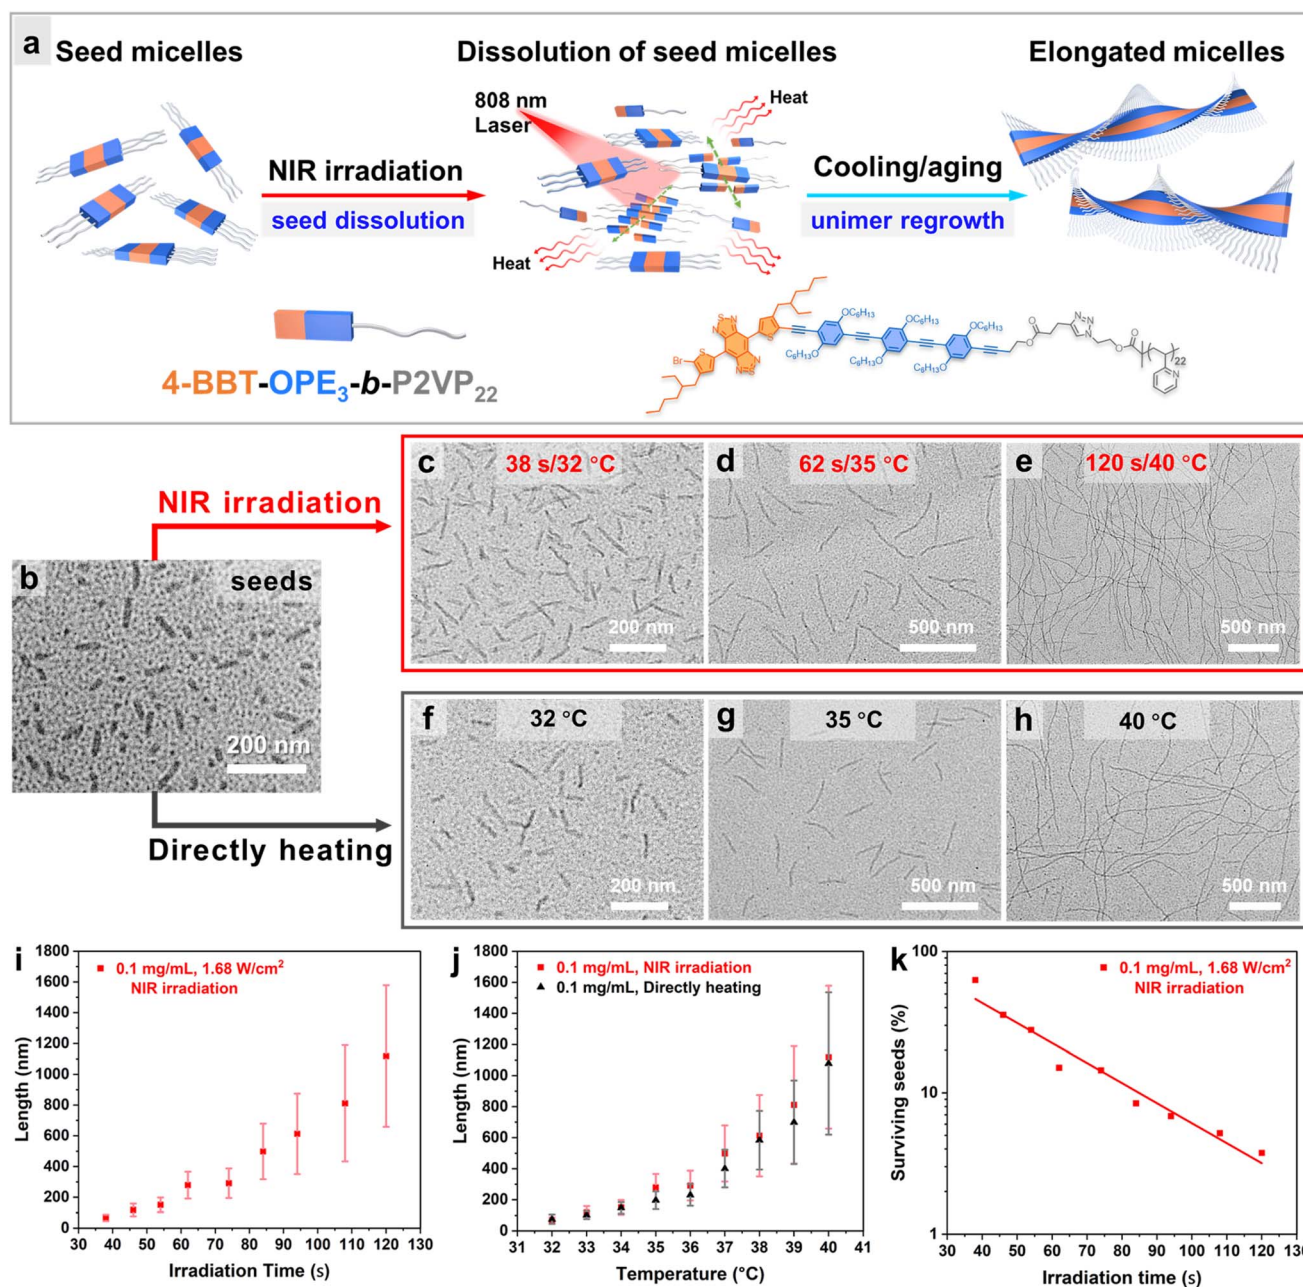 a
Seed micelles
Dissolution of seed micelles
Elongated micelles
808 nm
Laser
Heat
NIR irradiation
seed dissolution
Cooling/aging
unimer regrowth
Heat
Heat
4-BBT-OPE₃-b-P2VP₂₂
S
N
N
N
S
N
S
Br
S
OC₆H₁₃
OC₆H₁₃
OC₆H₁₃
C₆H₁₃O
C₆H₁₃O
C₆H₁₃O
O
O
N
N
N
O
O
22
N
NIR irradiation
Directly heating
b
seeds
200 nm
c
38 s/32 °C
200 nm
d
62 s/35 °C
500 nm
e
120 s/40 °C
500 nm
f
32 °C
200 nm
g
35 °C
500 nm
h
40 °C
500 nm
i
0.1 mg/mL, 1.68 W/cm²
NIR irradiation
Length (nm)
1800
1600
1400
1200
1000
800
600
400
200
0
30 40 50 60 70 80 90 100 110 120 130
Irradiation Time (s)
j
0.1 mg/mL, NIR irradiation
0.1 mg/mL, Directly heating
Length (nm)
1800
1600
1400
1200
1000
800
600
400
200
0
31 32 33 34 35 36 37 38 39 40 41
Temperature (°C)
k
0.1 mg/mL, 1.68 W/cm²
NIR irradiation
Surviving seeds (%)
100
10
1
30 40 50 60 70 80 90 100 110 120 130
Irradiation time (s)